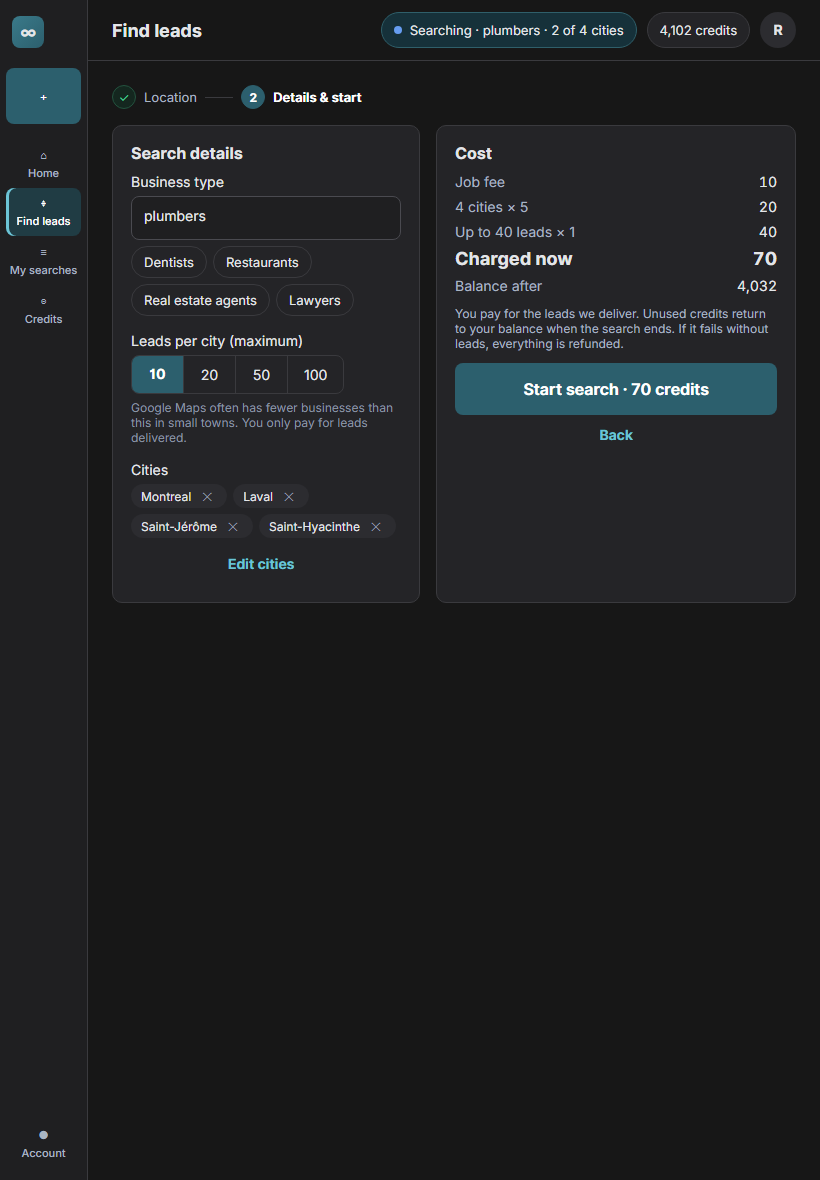 Find leads
Searching · plumbers · 2 of 4 cities
4,102 credits
R
+
Home
Find leads
My searches
Credits
Account
Location
2
Details & start
Search details
Business type
plumbers
Dentists
Restaurants
Real estate agents
Lawyers
Leads per city (maximum)
10
20
50
100
Google Maps often has fewer businesses than
this in small towns. You only pay for leads
delivered.
Cities
Montreal
Laval
Saint-Jérôme
Saint-Hyacinthe
Edit cities
Cost
Job fee 10
4 cities × 5 20
Up to 40 leads × 1 40
Charged now 70
Balance after 4,032
You pay for the leads we deliver. Unused credits return
to your balance when the search ends. If it fails without
leads, everything is refunded.
Start search · 70 credits
Back